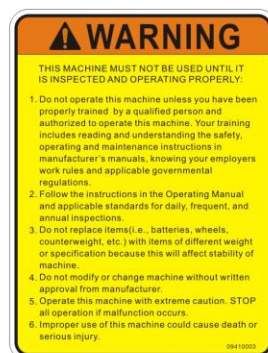 WARNING
THIS MACHINE MUST NOT BE USED UNTIL IT
IS INSPECTED AND OPERATING PROPERLY:
1. Do not operate this machine unless you have been
properly trained by a qualified person and
authorized to operate this machine. Your training
includes reading and understanding the safety,
operating and maintenance instructions in
manufacturer's manuals, knowing your employers
work rules and applicable governmental
regulations.
2. Follow the instructions in the Operating Manual
and applicable standards for daily, frequent, and
annual inspections.
3. Do not replace items(i.e., batteries, wheels,
counterweight, etc.) with items of different weight
or specification because this will affect stability of
machine.
4. Do not modify or change machine without written
approval from manufacturer.
5. Operate this machine with extreme caution. STOP
all operation if malfunction occurs.
6. Improper use of this machine could cause death or
serious injury.
09410003